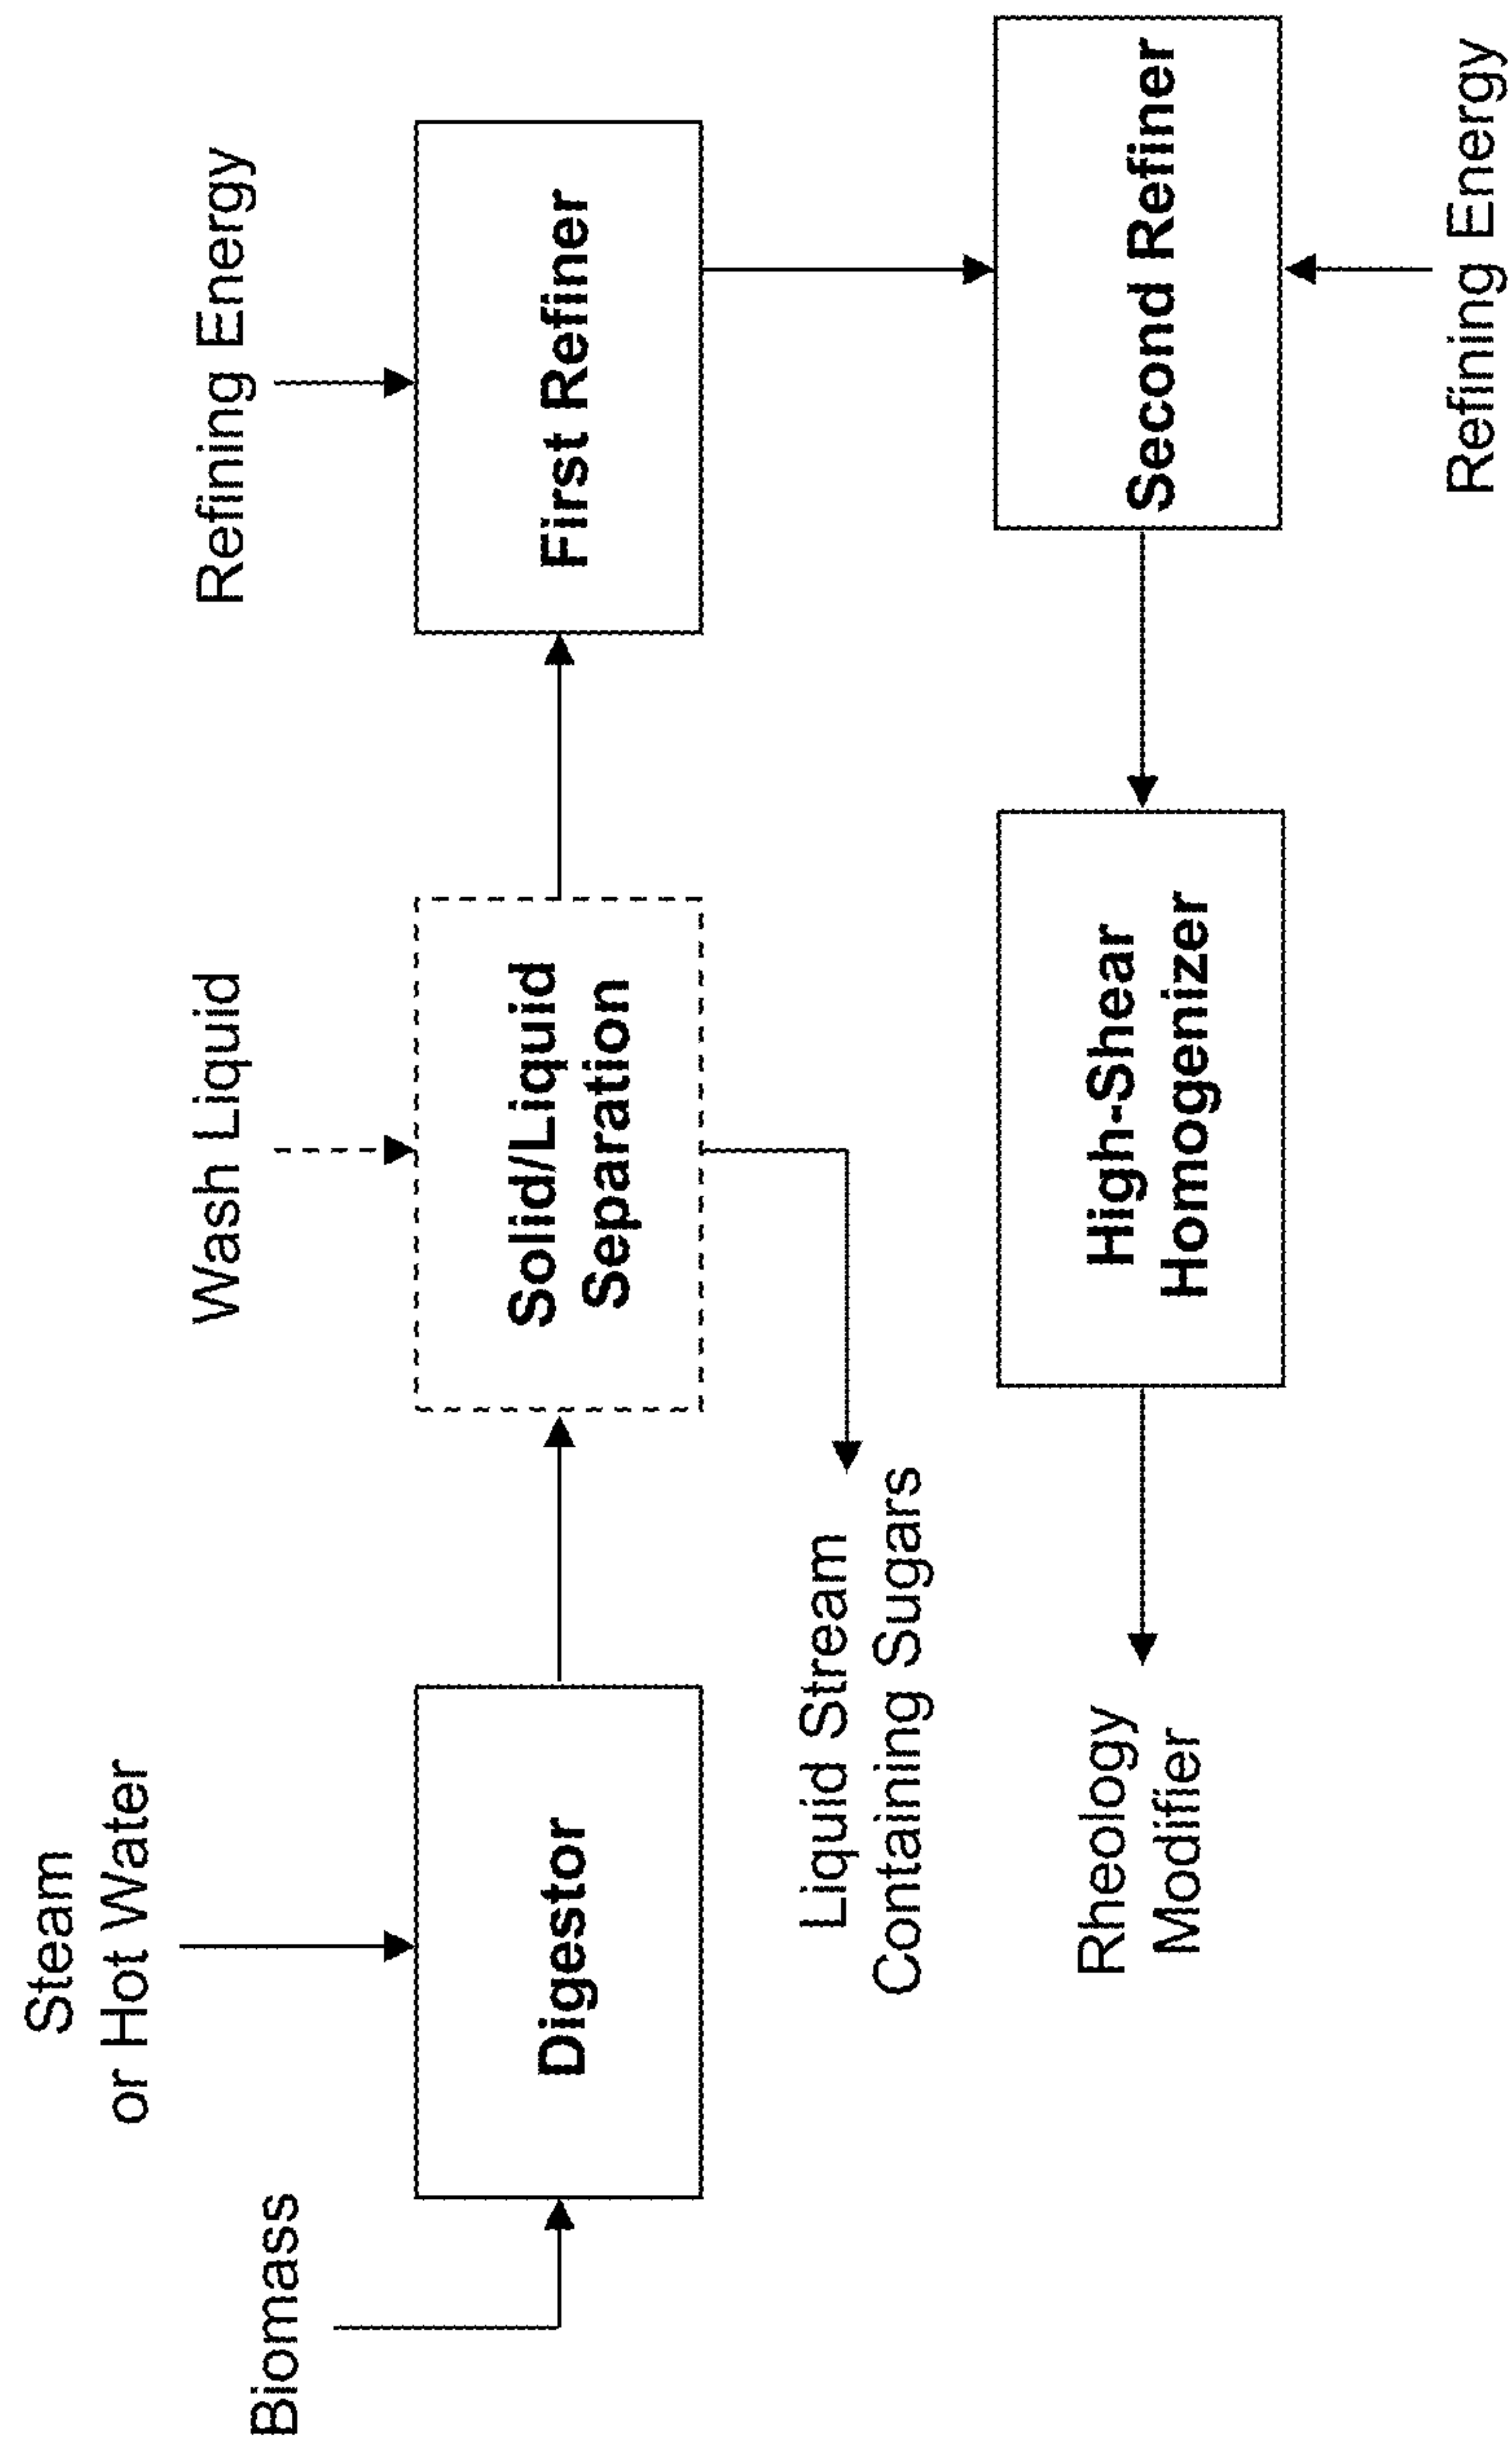 Steam
or Hot Water
Biomass
Digestor
Wash Liquid
Solid/Liquid
Separation
Liquid Stream
Containing Sugars
Refining Energy
First Refiner
Second Refiner
Refining Energy
High-Shear
Homogenizer
Rheology
Modifier